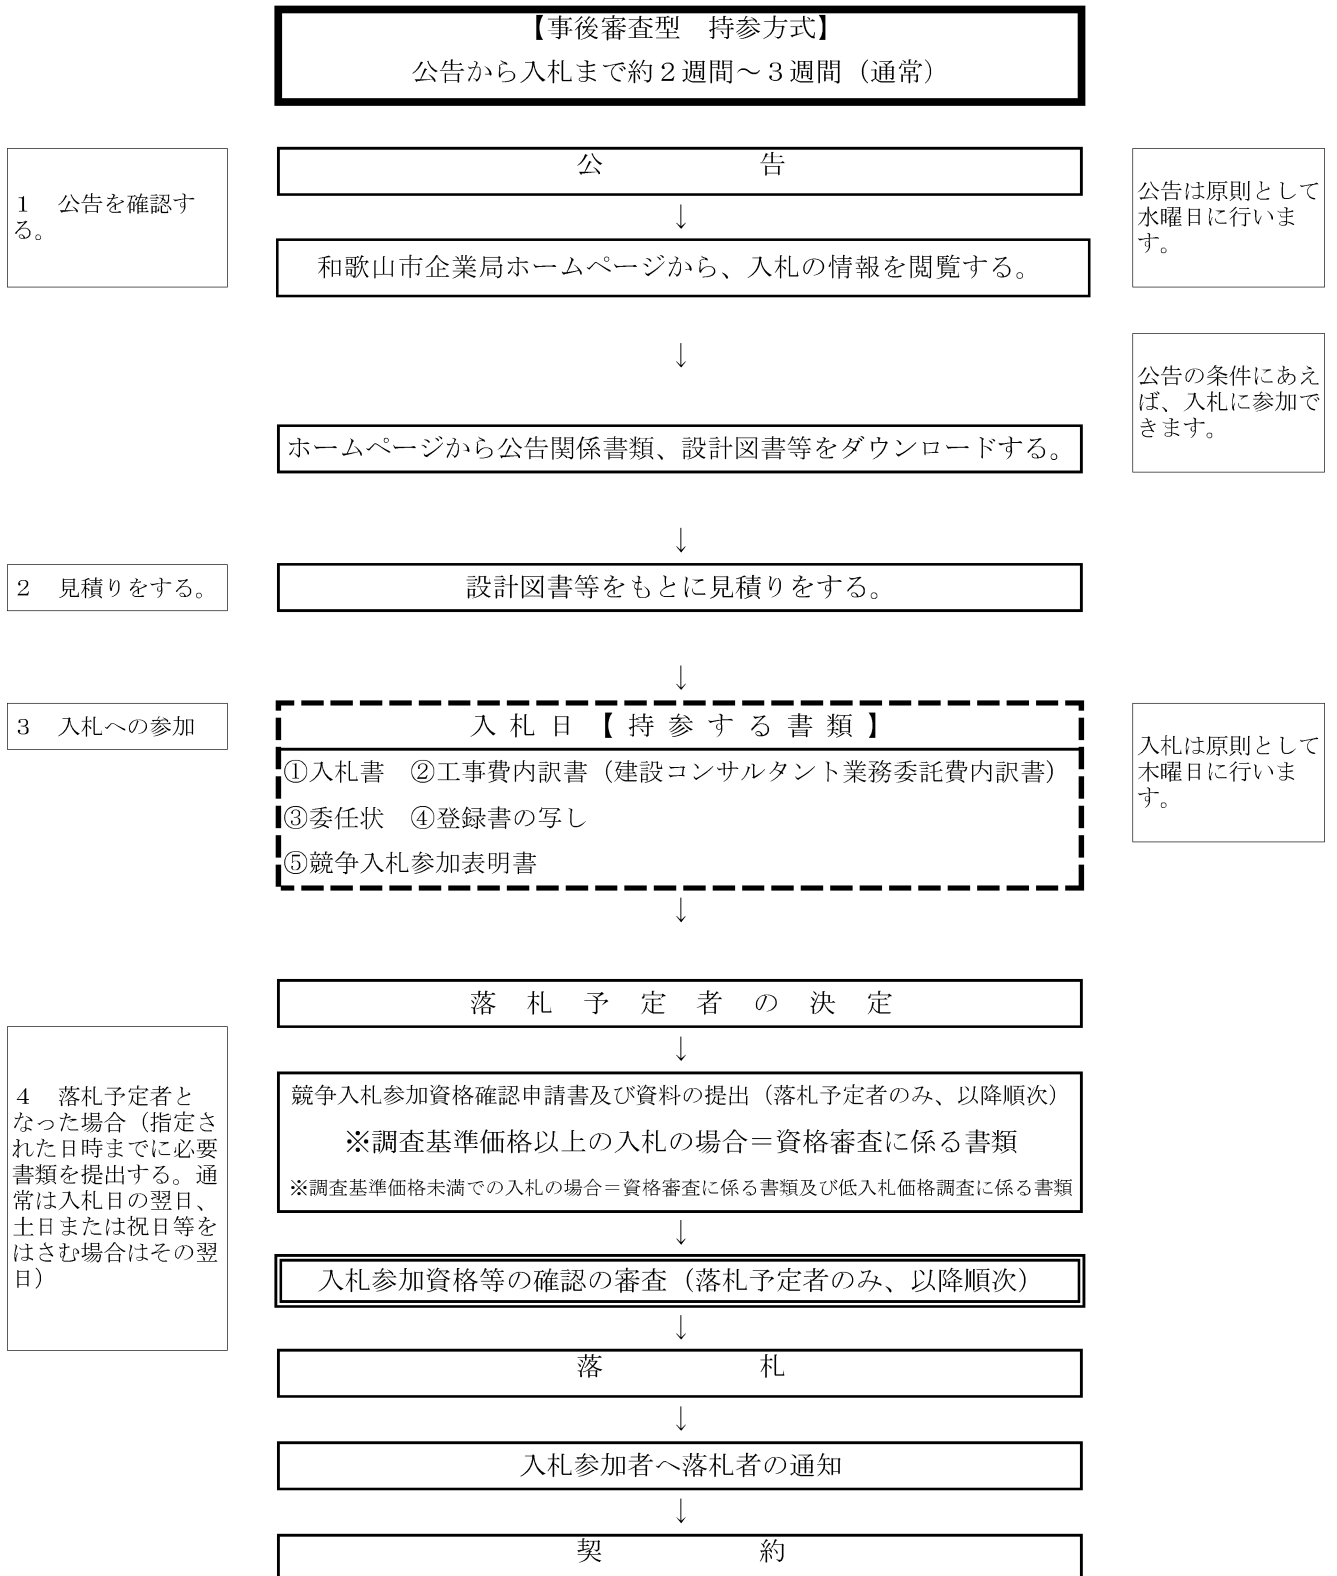 【事後審査型　持参方式】
公告から入札まで約２週間～３週間（通常）
公　　　　　　告
１　公告を確認す
る。
公告は原則として
水曜日に行いま
す。
↓
和歌山市企業局ホームページから、入札の情報を閲覧する。
↓
公告の条件にあえ
ば、入札に参加で
きます。
ホームページから公告関係書類、設計図書等をダウンロードする。
↓
２　見積りをする。
設計図書等をもとに見積りをする。
↓
３　入札への参加
入 札 日 【 持 参 す る 書 類 】
①入札書　②工事費内訳書（建設コンサルタント業務委託費内訳書）
③委任状　④登録書の写し
⑤競争入札参加表明書
入札は原則として
木曜日に行いま
す。
↓
落　札　予　定　者　の　決　定
↓
４　落札予定者と
なった場合（指定さ
れた日時までに必要
書類を提出する。通
常は入札日の翌日、
土日または祝日等を
はさむ場合はその翌
日）
競争入札参加資格確認申請書及び資料の提出（落札予定者のみ、以降順次）
※調査基準価格以上の入札の場合＝資格審査に係る書類
※調査基準価格未満での入札の場合＝資格審査に係る書類及び低入札価格調査に係る書類
↓
入札参加資格等の確認の審査（落札予定者のみ、以降順次）
↓
落　　　　　　札
↓
入札参加者へ落札者の通知
↓
契　　　　　　約